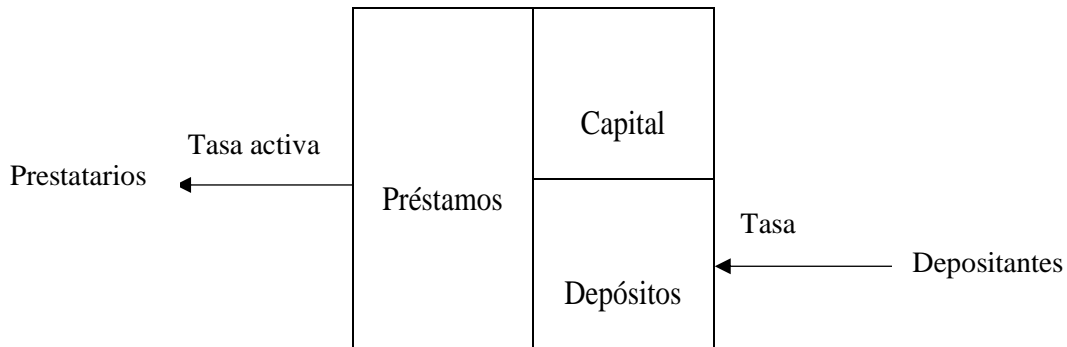 Capital
Tasa activa
Prestatarios
Préstamos
Tasa
Depositantes
Depósitos